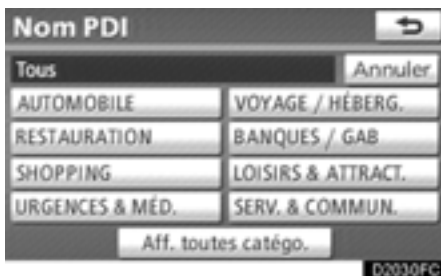 Nom PDI
Tous Annuler
AUTOMOBILE VOYAGE / HÉBERG.
RESTAURATION BANQUES / GAB
SHOPPING LOISIRS & ATTRACT.
URGENCES & MÉD. SERV. & COMMUN.
Aff. toutes catégo.
D2030FC